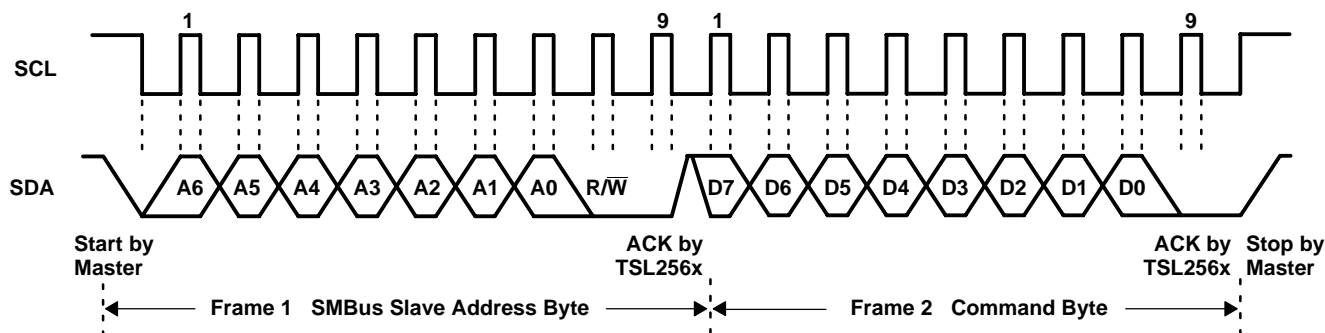 1 9 1 9
SCL
SDA A6 A5 A4 A3 A2 A1 A0 R/W̅ D7 D6 D5 D4 D3 D2 D1 D0
Start by
Master
ACK by
TSL256x
ACK by
TSL256x
Stop by
Master
Frame 1 SMBus Slave Address Byte
Frame 2 Command Byte